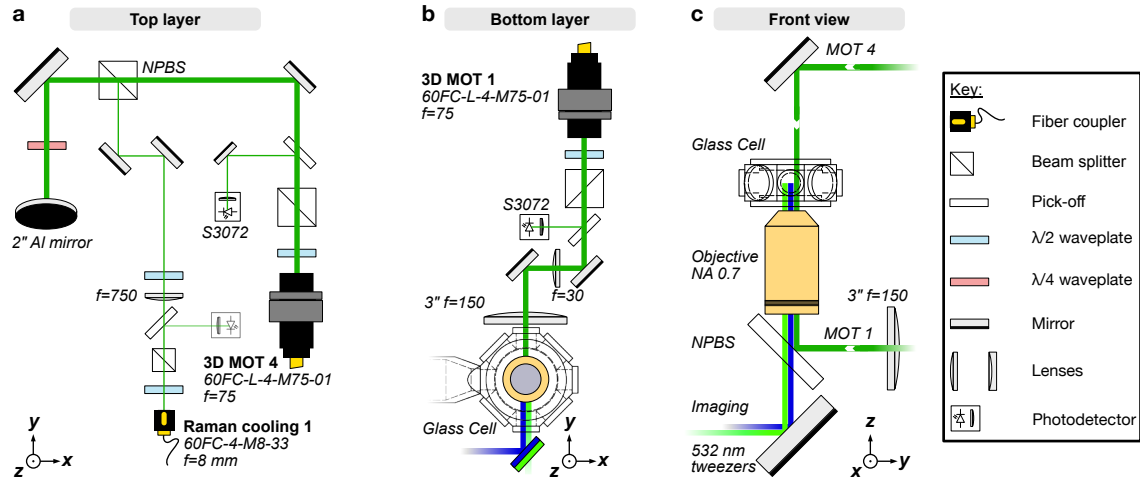 a
Top layer
NPBS
2" Al mirror
S3072
f=750
3D MOT 4
60FC-L-4-M75-01
f=75
Raman cooling 1
60FC-4-M8-33
f=8 mm
y
z
x
b
Bottom layer
3D MOT 1
60FC-L-4-M75-01
f=75
S3072
f=30
3" f=150
Glass Cell
y
z
x
c
Front view
MOT 4
Glass Cell
Objective
NA 0.7
3" f=150
MOT 1
NPBS
Imaging
532 nm
tweezers
z
x
y
Key:
Fiber coupler
Beam splitter
Pick-off
λ/2 waveplate
λ/4 waveplate
Mirror
Lenses
Photodetector